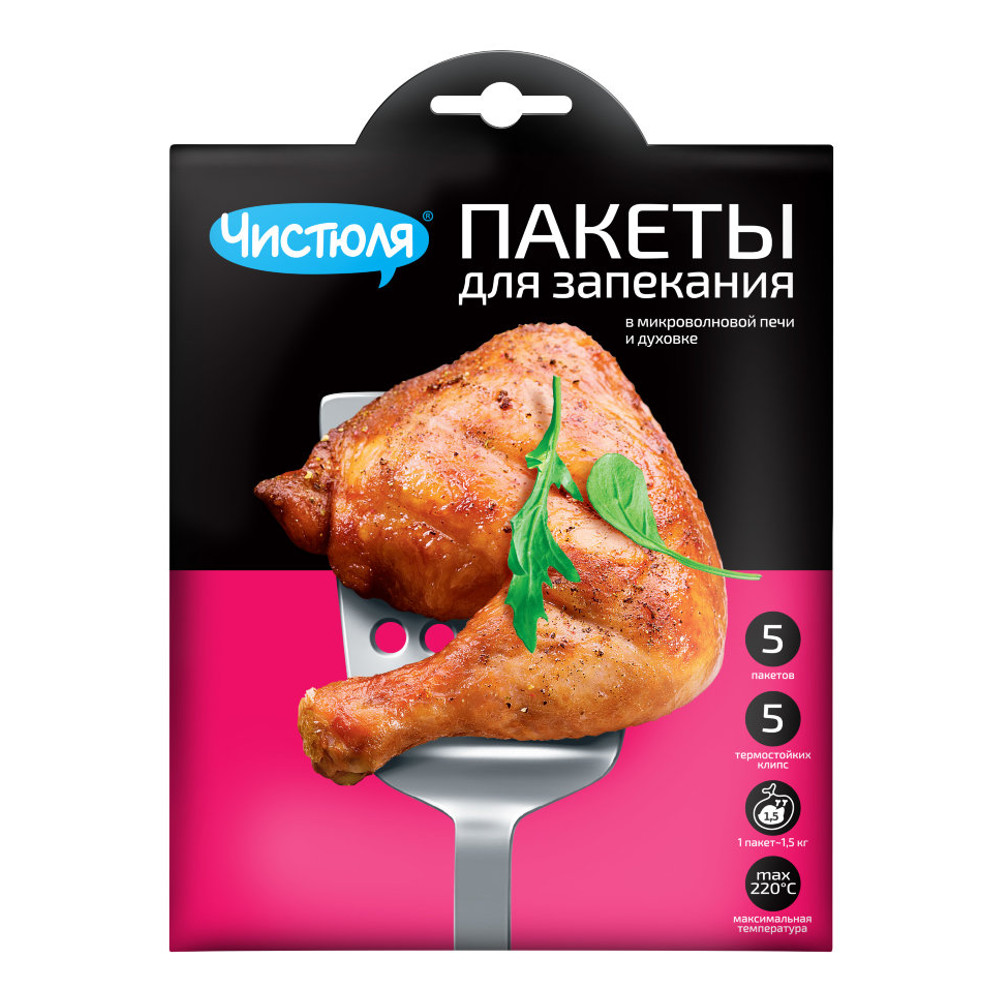 Чистюля®
ПАКЕТЫ
для запекания
в микроволновой печи
и духовке
5
пакетов
5
термостойких
клипс
1,5
1 пакет-1,5 кг
max
220°C
максимальная
температура